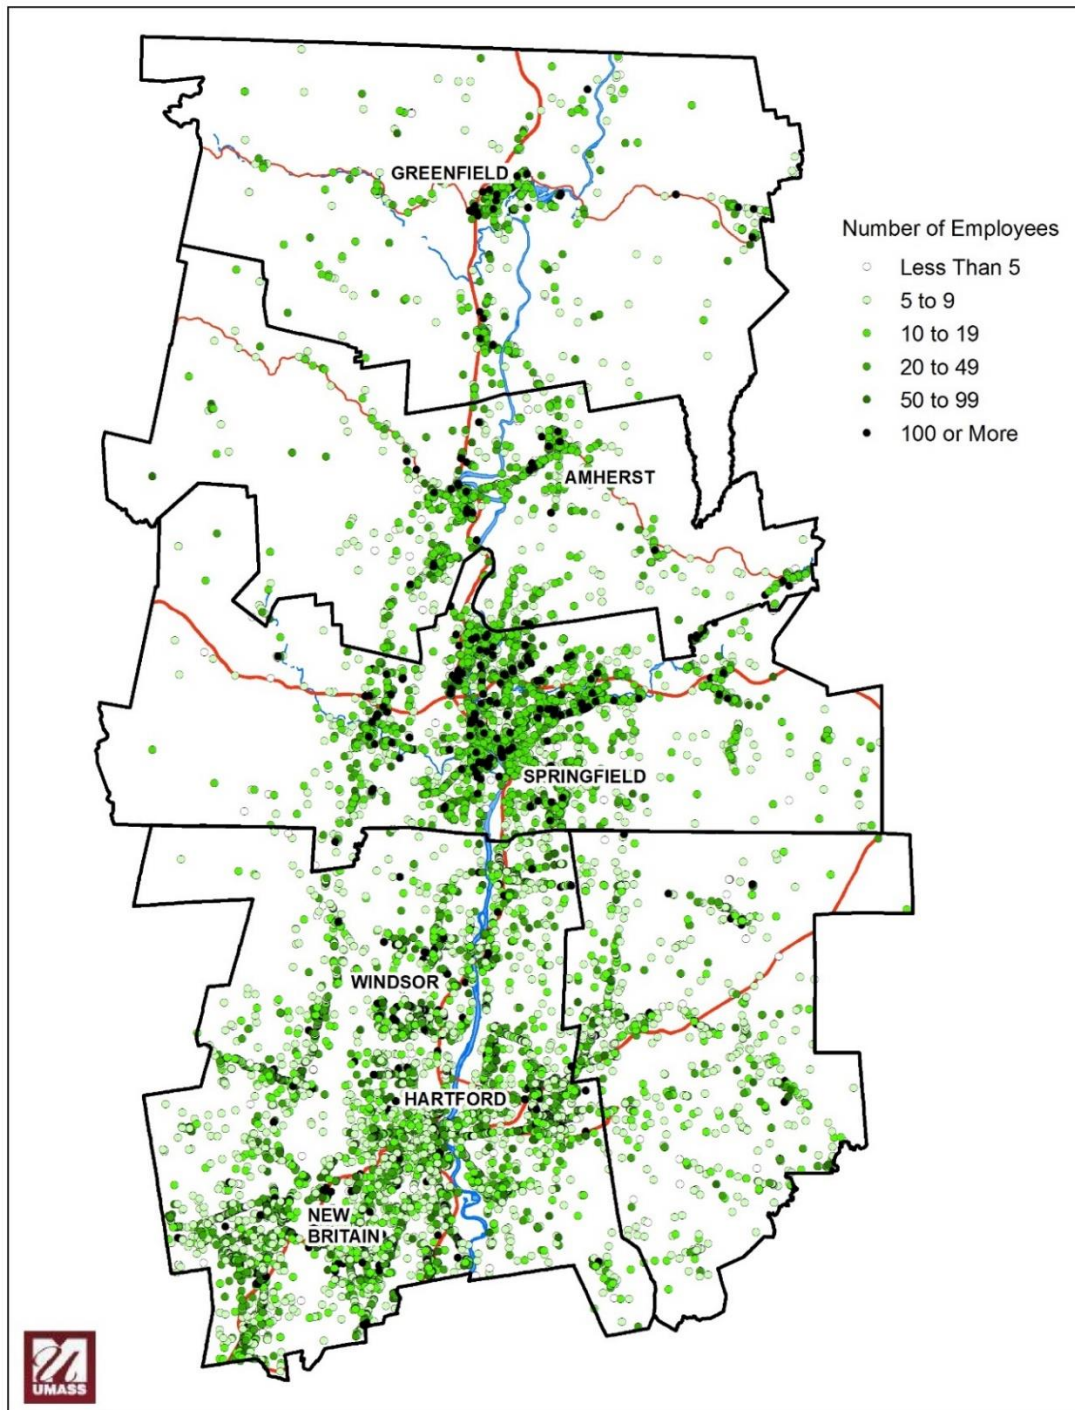 GREENFIELD
Number of Employees
Less Than 5
5 to 9
10 to 19
20 to 49
50 to 99
100 or More
AMHERST
SPRINGFIELD
WINDSOR
HARTFORD
NEW
BRITAIN
UMASS